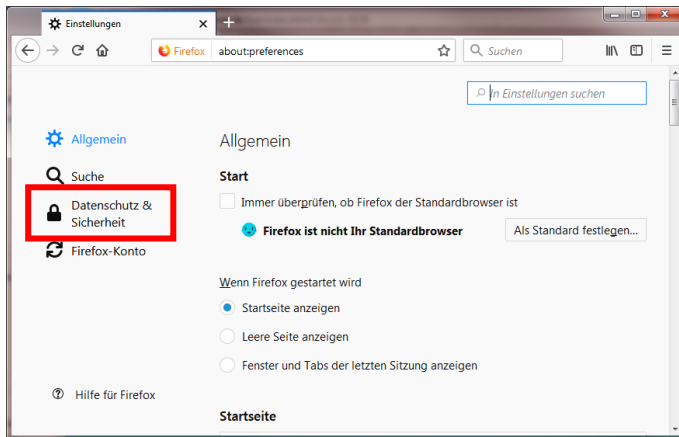 Einstellungen
Firefox
about:preferences
Suchen
In Einstellungen suchen
Allgemein
Suche
Datenschutz &
Sicherheit
Firefox-Konto
Hilfe für Firefox
Allgemein
Start
Immer überprüfen, ob Firefox der Standardbrowser ist
Firefox ist nicht Ihr Standardbrowser
Als Standard festlegen...
Wenn Firefox gestartet wird
Startseite anzeigen
Leere Seite anzeigen
Fenster und Tabs der letzten Sitzung anzeigen
Startseite